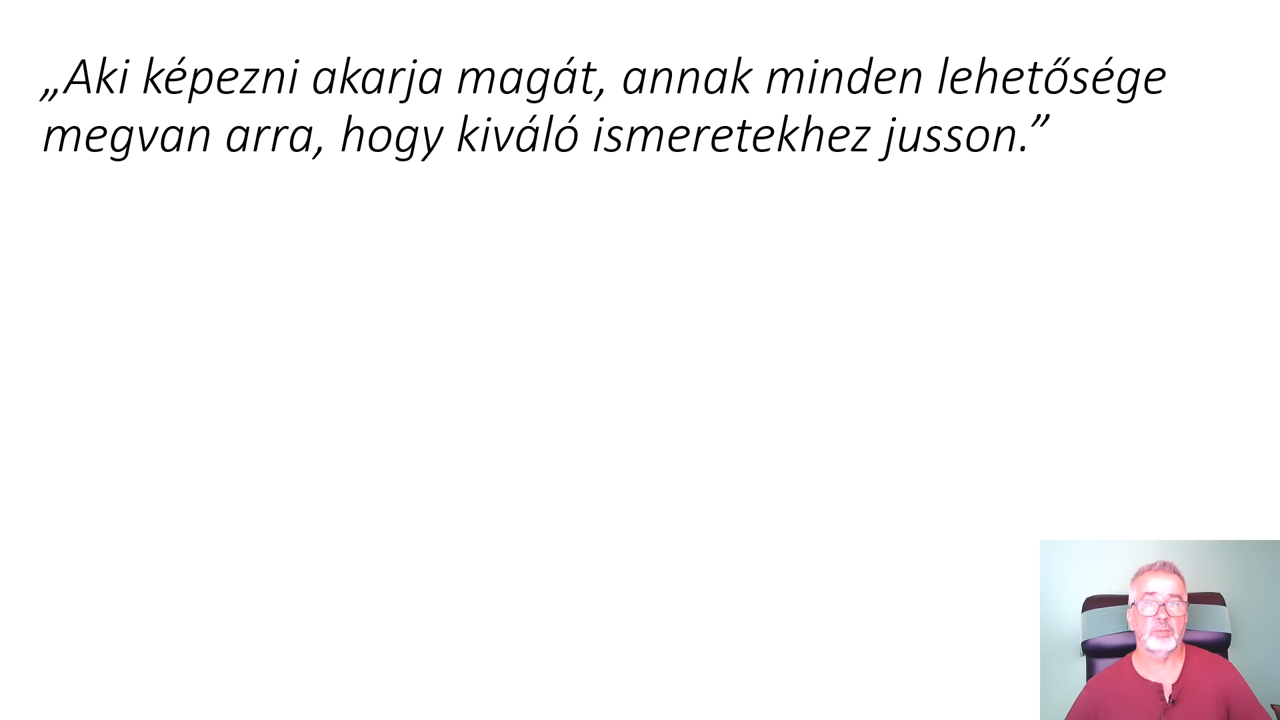 „Aki képezni akarja magát, annak minden lehetősége
megvan arra, hogy kiváló ismeretekhez jusson.”